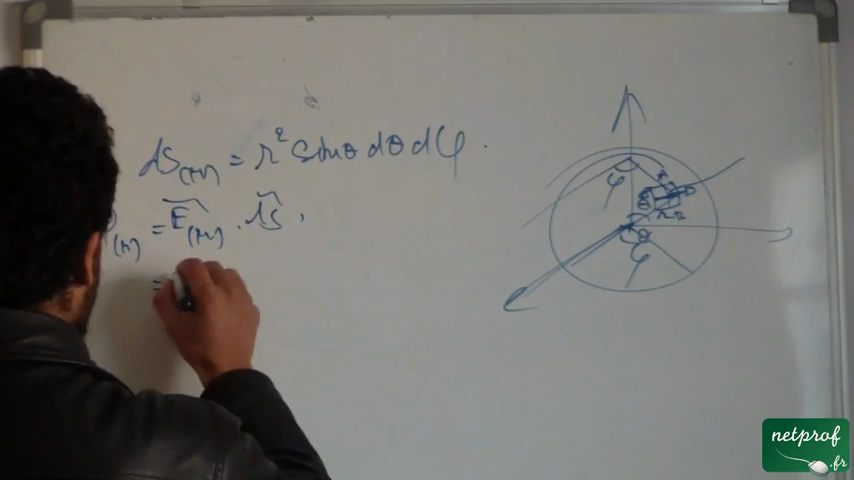 dS(M) = r² sinθ dθ dφ.
(M) = E(M) . dS,
=
φ
θ
φ
netprof
.fr